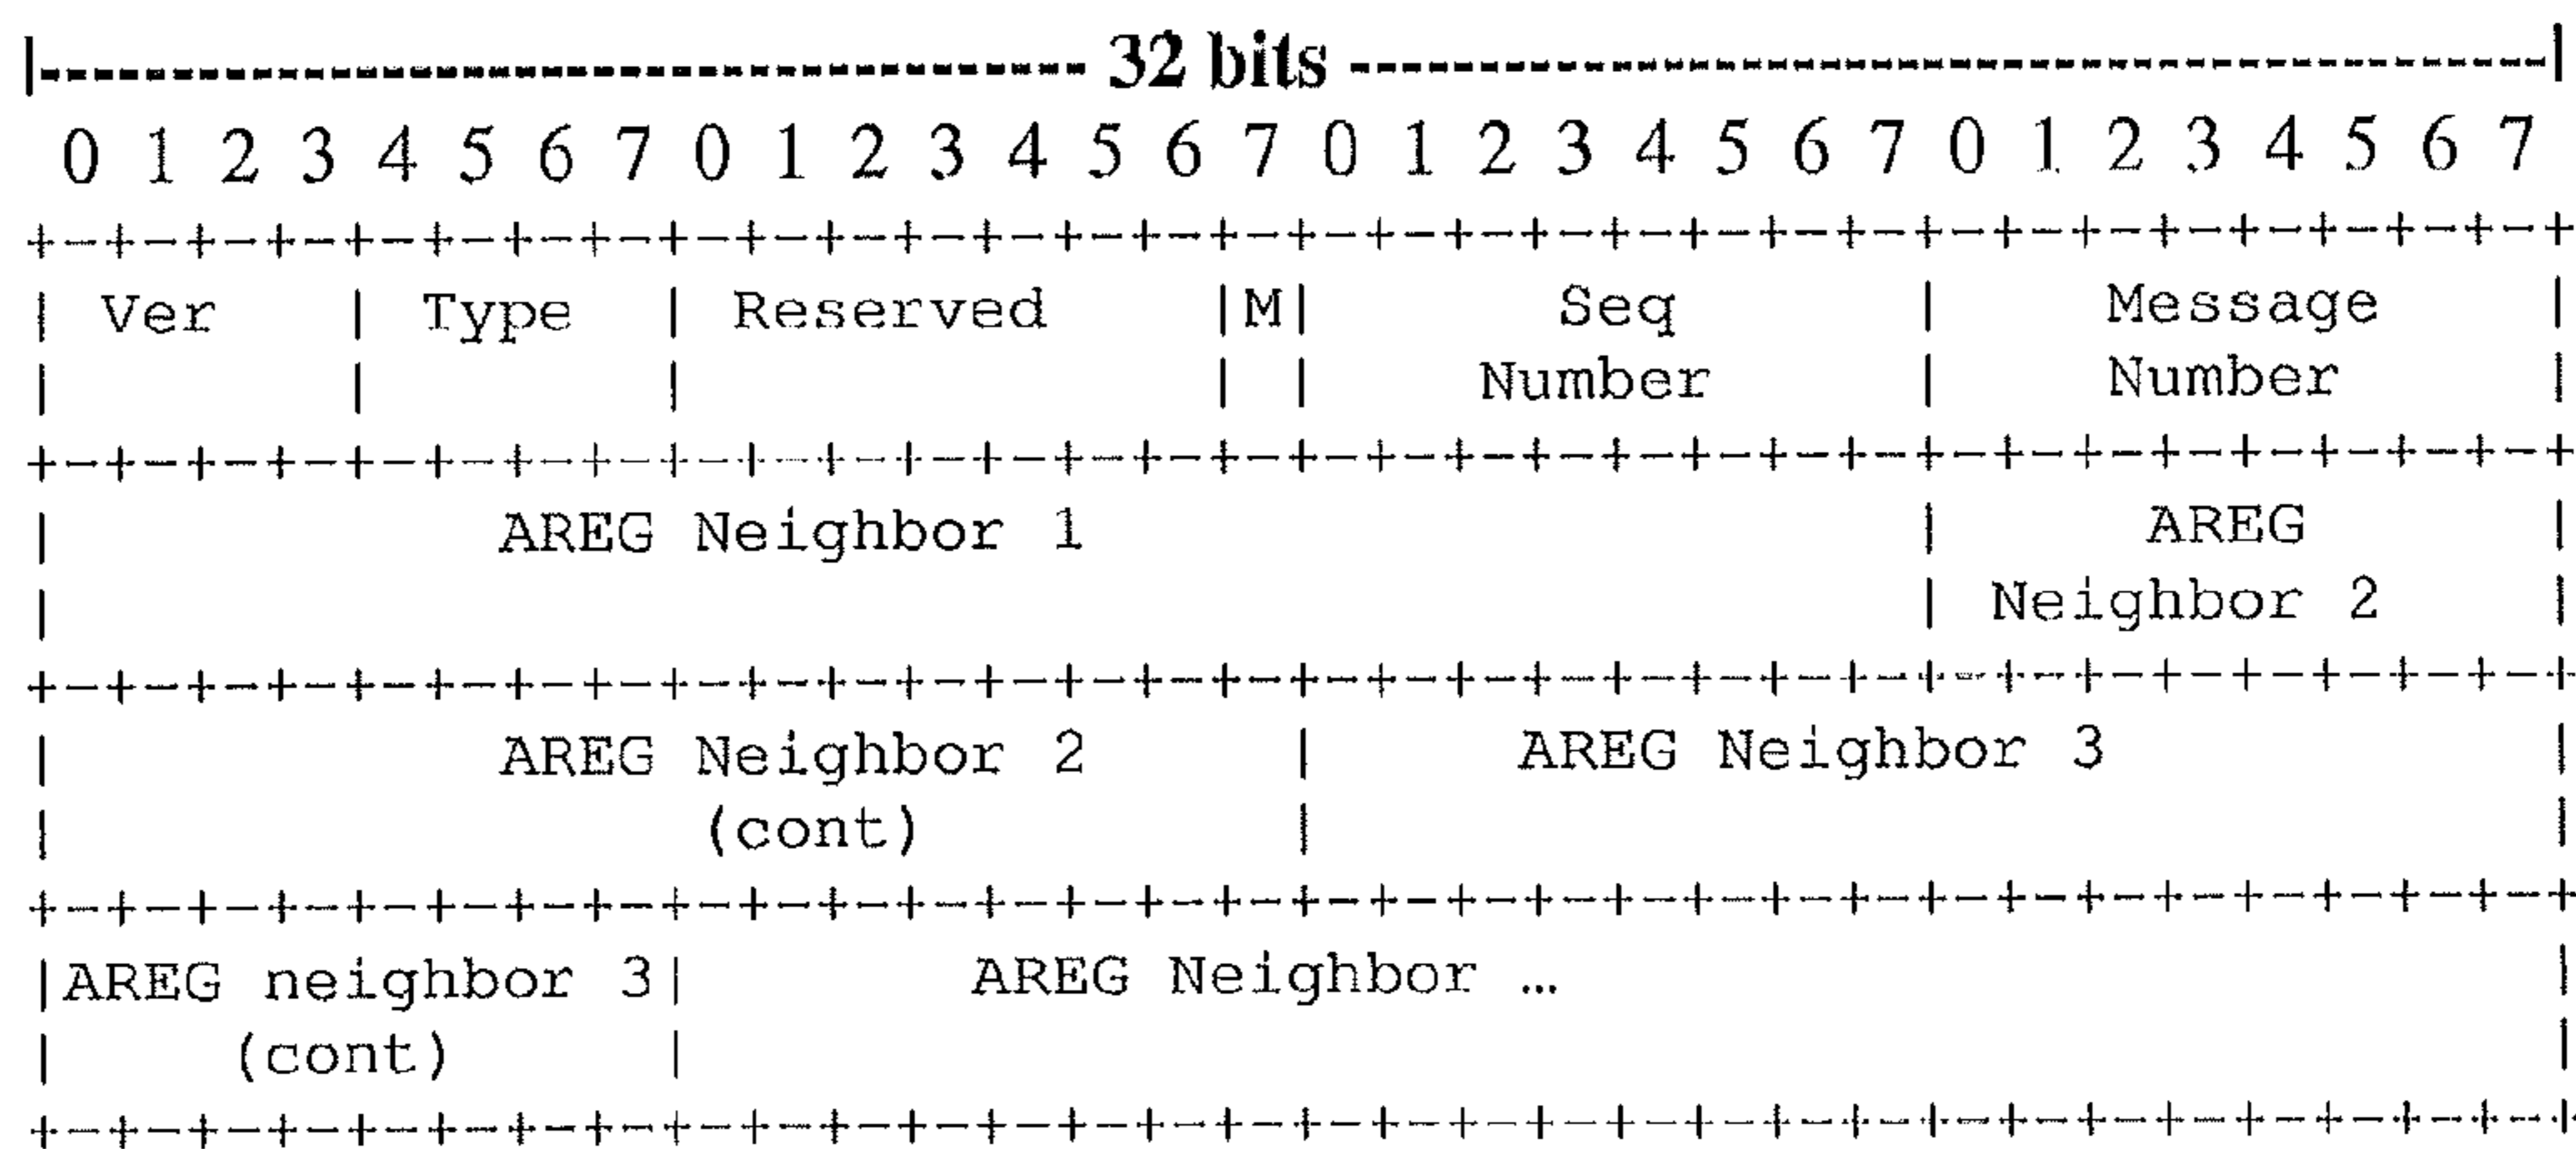 |--------------------------------------- 32 bits ---------------------------------------------|
0 1 2 3 4 5 6 7 0 1 2 3 4 5 6 7 0 1 2 3 4 5 6 7 0 1 2 3 4 5 6 7
+-+-+-+-+-+-+-+-+-+-+-+-+-+-+-+-+-+-+-+-+-+-+-+-+-+-+-+-+-+-+-+-+
| Ver | Type | Reserved |M| Seq | Message |
| | | | | Number | Number |
+-+-+-+-+-+-+-+-+-+-+-+-+-+-+-+-+-+-+-+-+-+-+-+-+-+-+-+-+-+-+-+-+
| AREG Neighbor 1 | AREG |
| | Neighbor 2 |
+-+-+-+-+-+-+-+-+-+-+-+-+-+-+-+-+-+-+-+-+-+-+-+-+-+-+-+-+-+-+-+-+
| AREG Neighbor 2 | AREG Neighbor 3 |
| (cont) | |
+-+-+-+-+-+-+-+-+-+-+-+-+-+-+-+-+-+-+-+-+-+-+-+-+-+-+-+-+-+-+-+-+
|AREG neighbor 3| AREG Neighbor … |
| (cont) | |
+-+-+-+-+-+-+-+-+-+-+-+-+-+-+-+-+-+-+-+-+-+-+-+-+-+-+-+-+-+-+-+-+